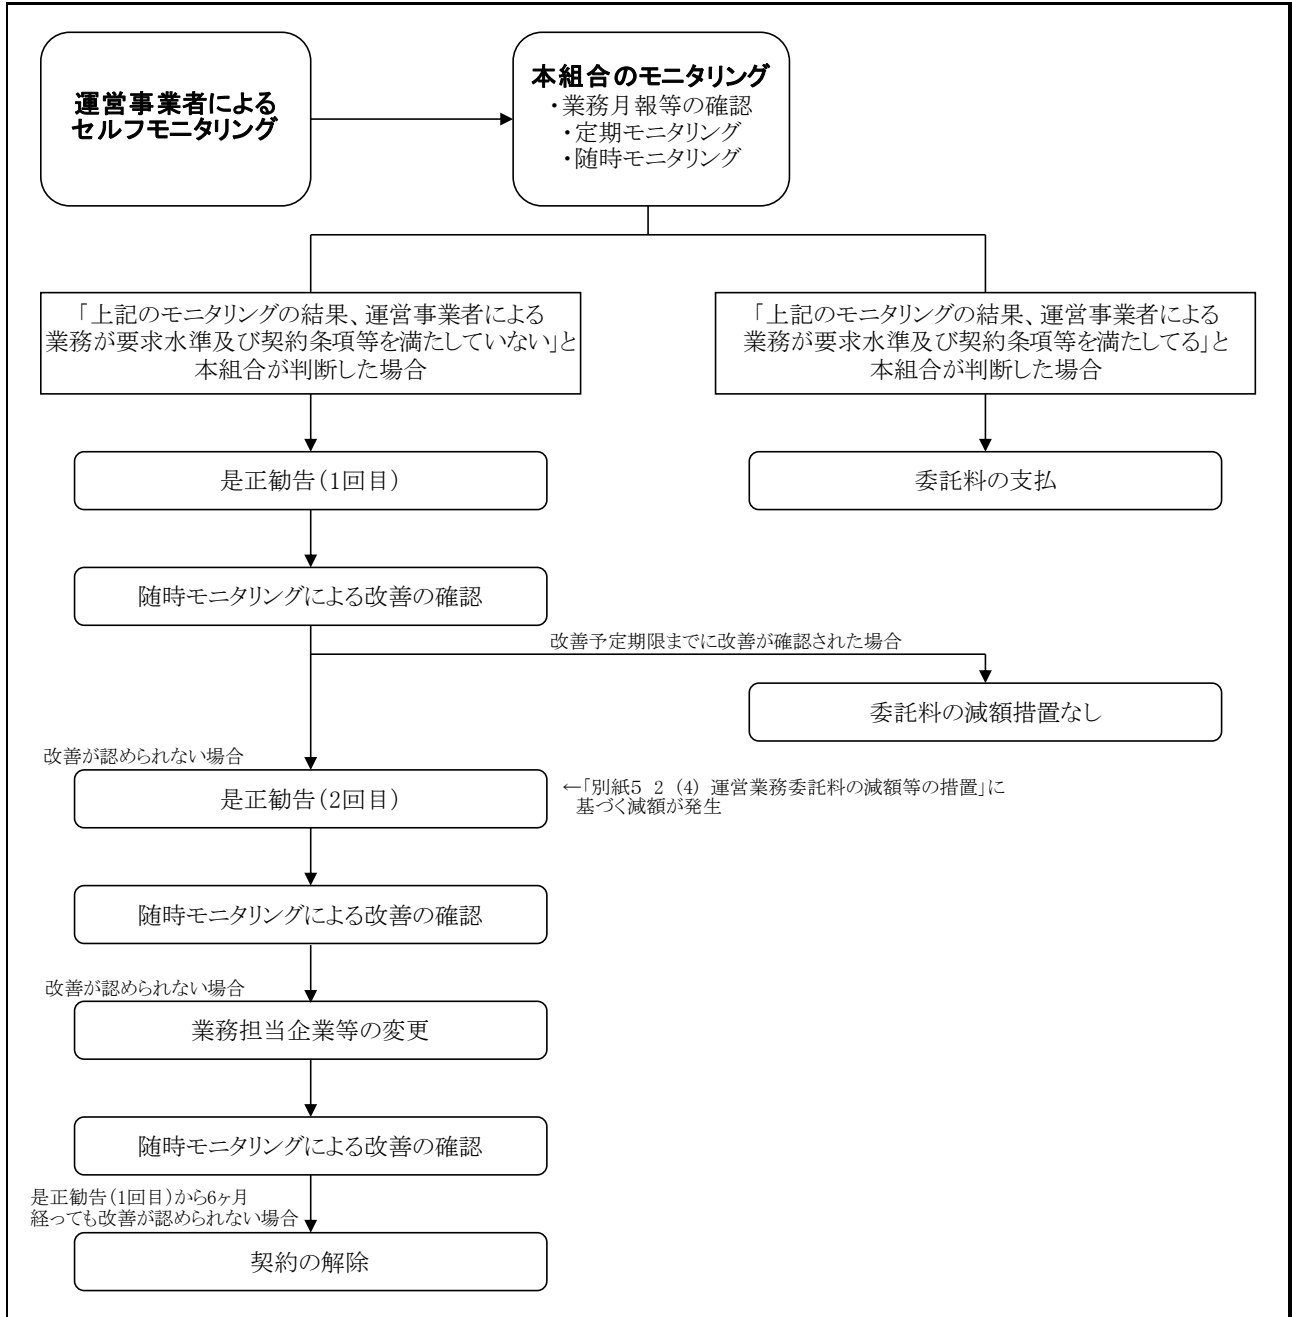 運営事業者による
セルフモニタリング
本組合のモニタリング
・業務月報等の確認
・定期モニタリング
・随時モニタリング
「上記のモニタリングの結果、運営事業者による
業務が要求水準及び契約条項等を満たしていない」と
本組合が判断した場合
「上記のモニタリングの結果、運営事業者による
業務が要求水準及び契約条項等を満たしてる」と
本組合が判断した場合
是正勧告(1回目)
委託料の支払
随時モニタリングによる改善の確認
改善予定期限までに改善が確認された場合
委託料の減額措置なし
改善が認められない場合
是正勧告(2回目)
←「別紙5 2 (4) 運営業務委託料の減額等の措置」に
基づく減額が発生
随時モニタリングによる改善の確認
改善が認められない場合
業務担当企業等の変更
随時モニタリングによる改善の確認
是正勧告(1回目)から6ヶ月
経っても改善が認められない場合
契約の解除